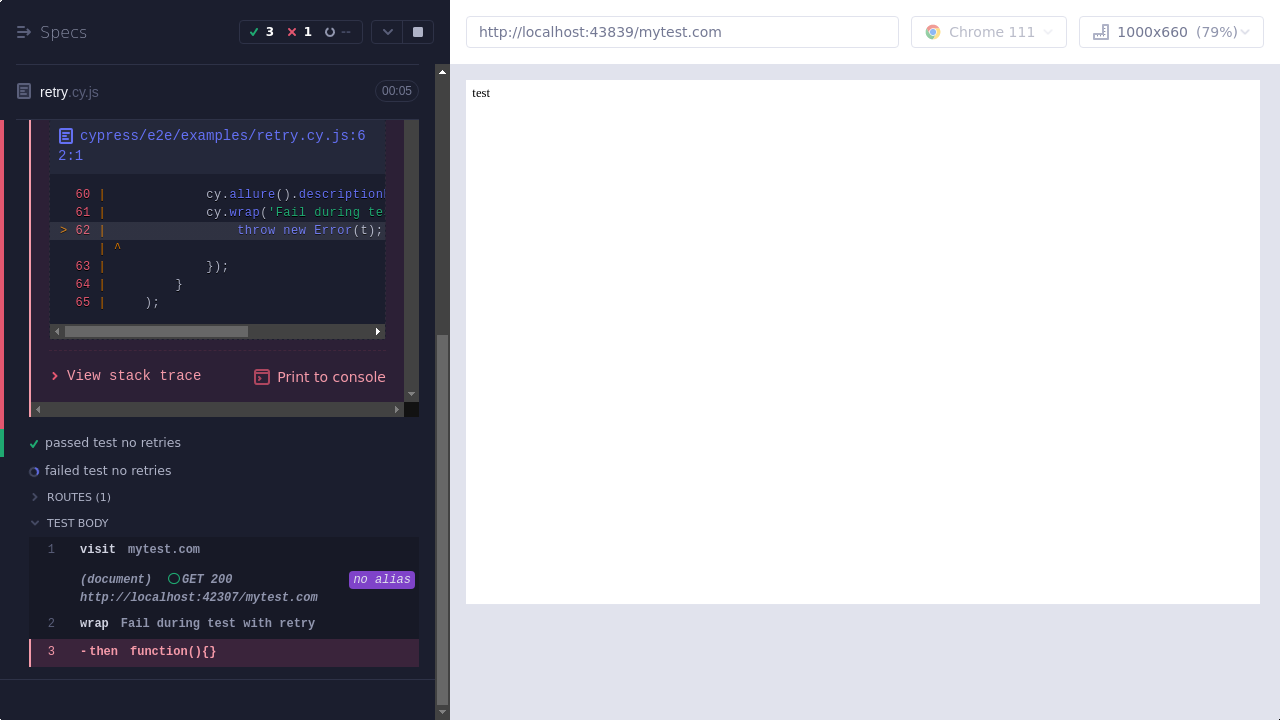 Specs
3 1 --
http://localhost:43839/mytest.com
Chrome 111
1000x660 (79%)
retry.cy.js
00:05
cypress/e2e/examples/retry.cy.js:6
2:1
60 | cy.allure().description
61 | cy.wrap('Fail during te
> 62 | throw new Error(t);
| ^
63 | });
64 | }
65 | );
View stack trace
Print to console
passed test no retries
failed test no retries
ROUTES (1)
TEST BODY
1 visit mytest.com
(document) GET 200 no alias
http://localhost:42307/mytest.com
2 wrap Fail during test with retry
3 -then function(){}
test